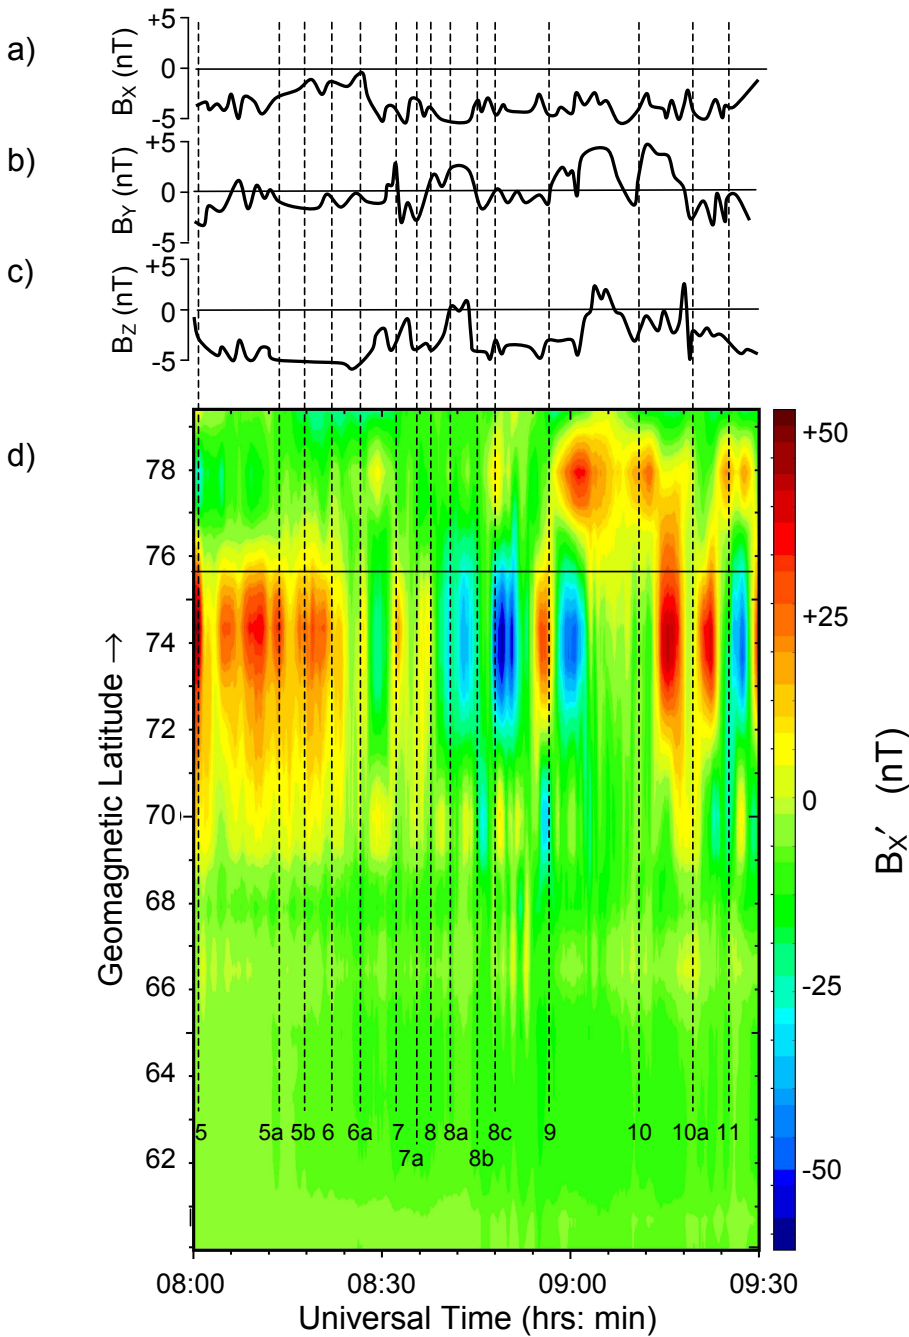 a)
Bx (nT)
+5
0
-5
b)
BY (nT)
+5
0
-5
c)
Bz (nT)
+5
0
-5
d)
Geomagnetic Latitude →
78
76
74
72
70
68
66
64
62
5 5a 5b 6 6a 7 8 8a 8c 9 10 10a 11
7a 8b
08:00 08:30 09:00 09:30
Universal Time (hrs: min)
+50
+25
0
-25
-50
Bx′ (nT)